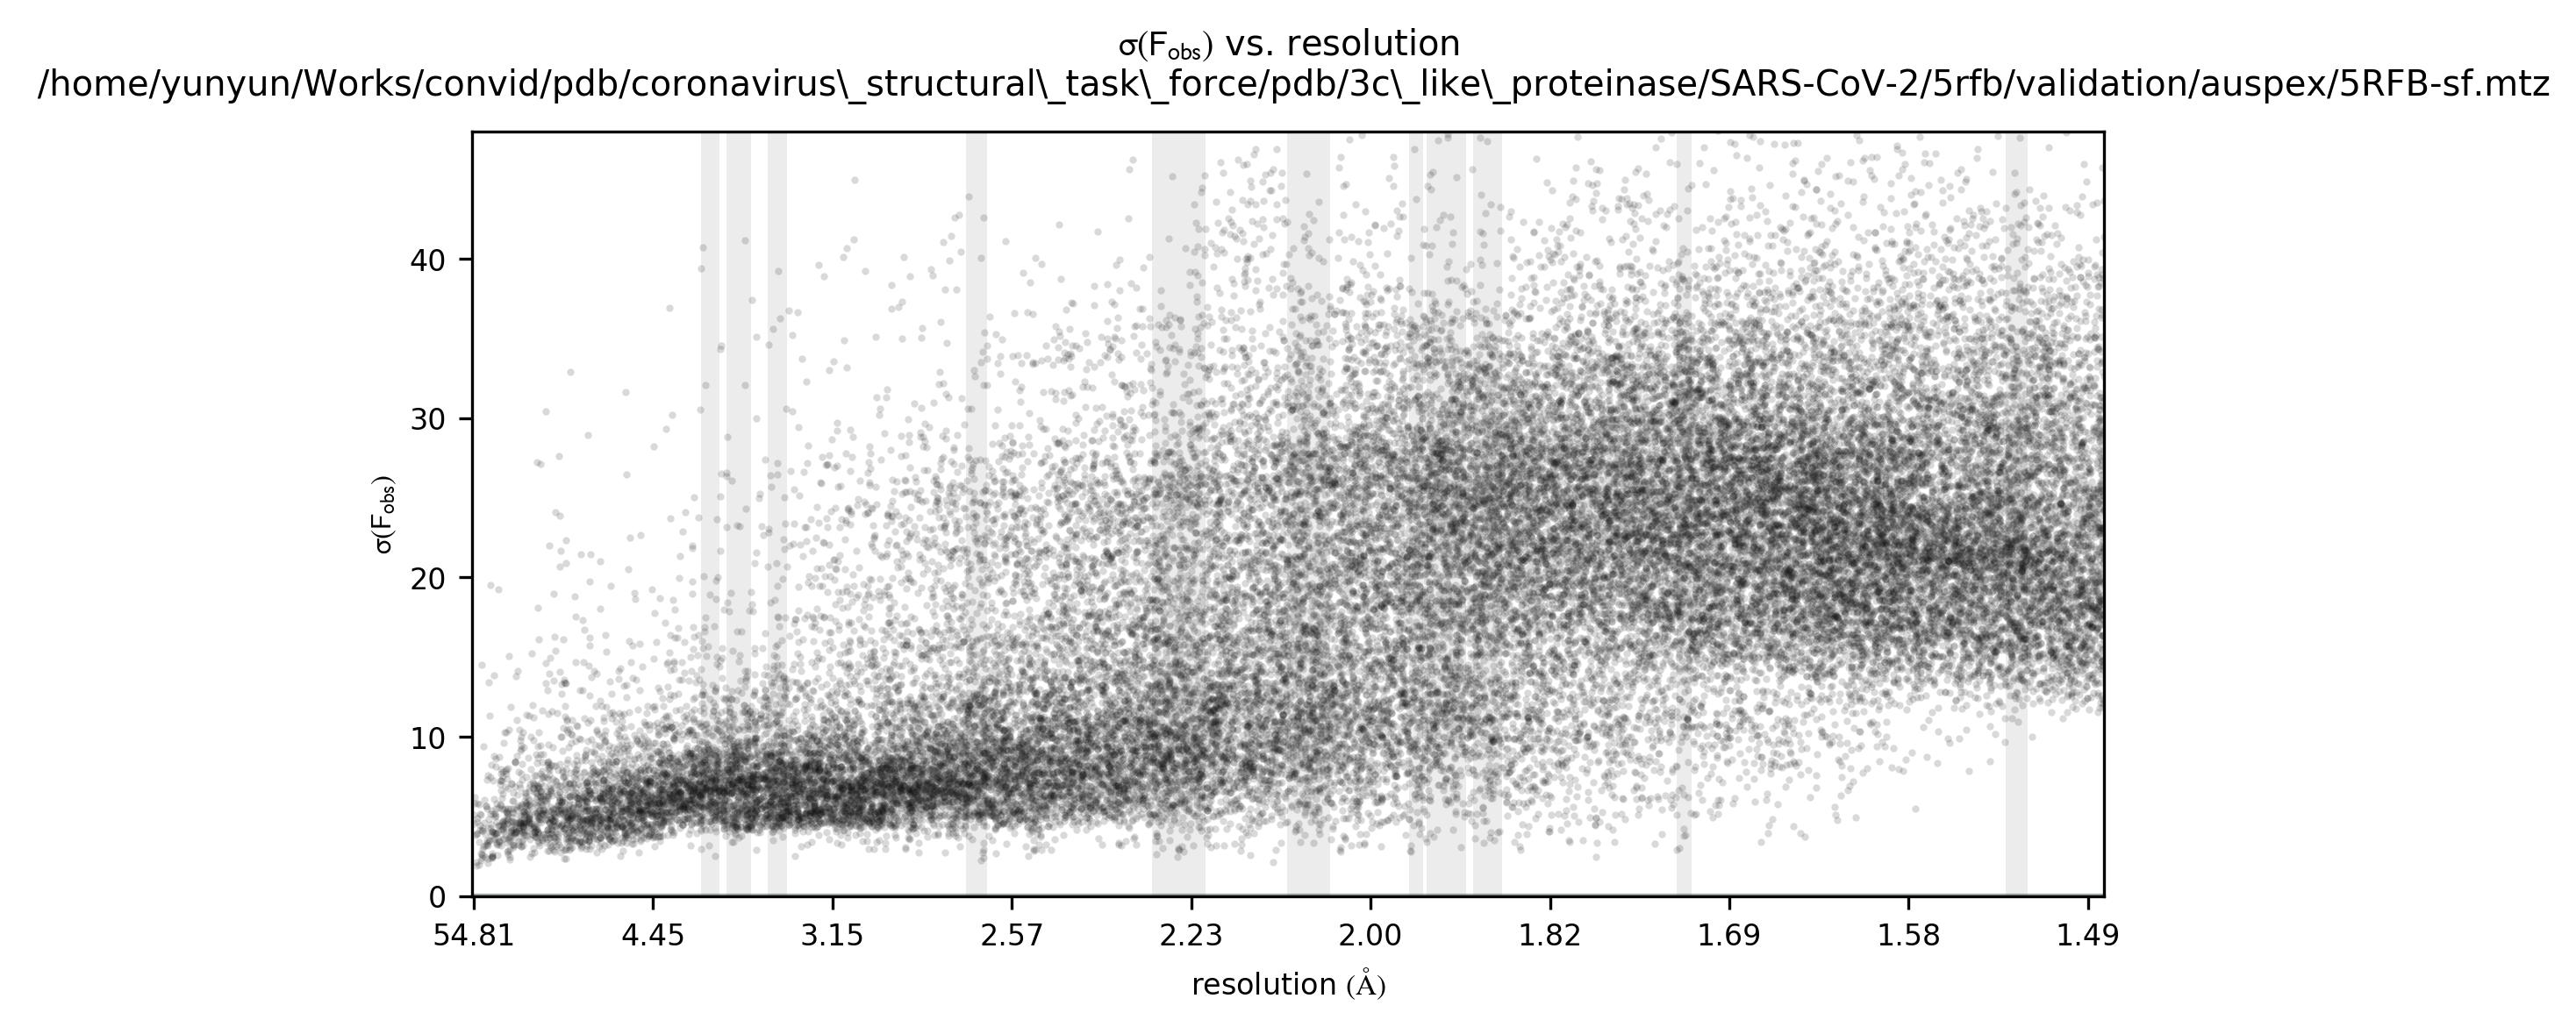 σ(F_obs) vs. resolution
/home/yunyun/Works/convid/pdb/coronavirus\_structural\_task\_force/pdb/3c\_like\_proteinase/SARS-CoV-2/5rfb/validation/auspex/5RFB-sf.mtz
σ(F_obs)
40
30
20
10
0
54.81 4.45 3.15 2.57 2.23 2.00 1.82 1.69 1.58 1.49
resolution (Å)